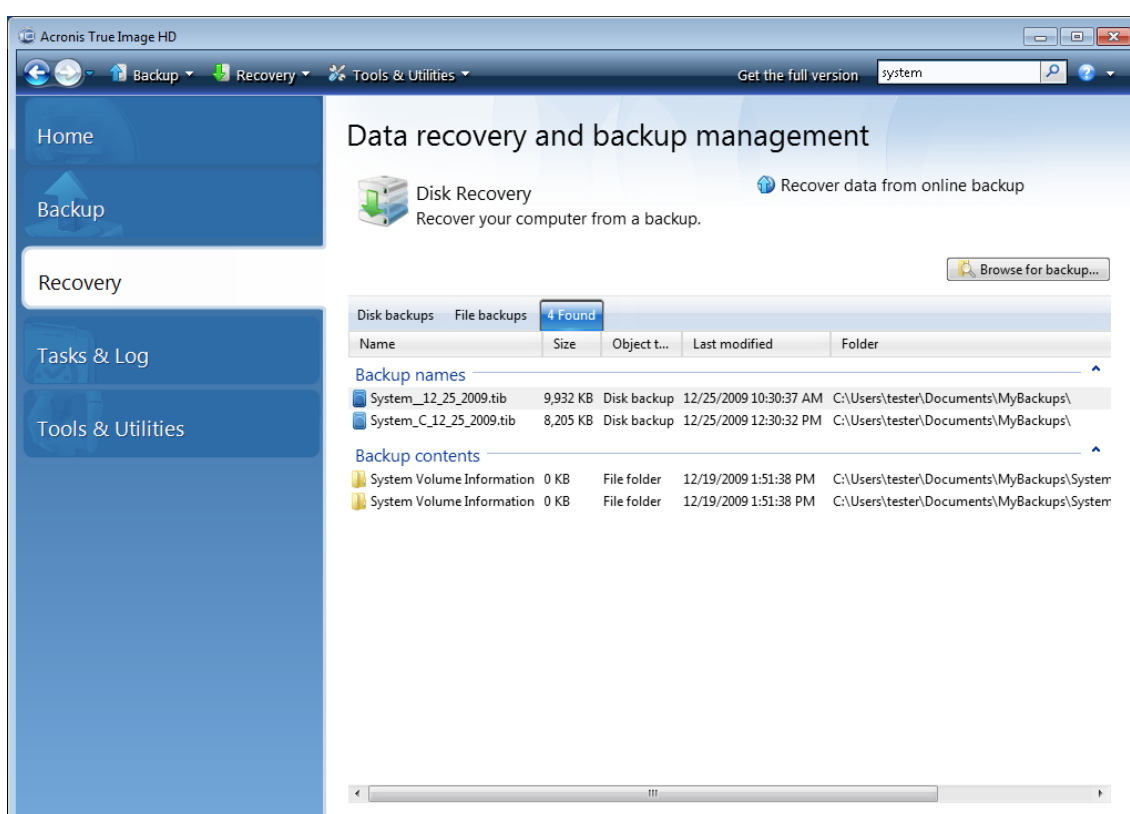 Acronis True Image HD
Backup Recovery Tools & Utilities Get the full version system
Home
Backup
Recovery
Tasks & Log
Tools & Utilities
Data recovery and backup management
Disk Recovery
Recover your computer from a backup.
Recover data from online backup
Browse for backup...
Disk backups File backups 4 Found
Name Size Object t... Last modified Folder
Backup names
System__12_25_2009.tib 9,932 KB Disk backup 12/25/2009 10:30:37 AM C:\Users\tester\Documents\MyBackups\
System_C_12_25_2009.tib 8,205 KB Disk backup 12/25/2009 12:30:32 PM C:\Users\tester\Documents\MyBackups\
Backup contents
System Volume Information 0 KB File folder 12/19/2009 1:51:38 PM C:\Users\tester\Documents\MyBackups\System
System Volume Information 0 KB File folder 12/19/2009 1:51:38 PM C:\Users\tester\Documents\MyBackups\System